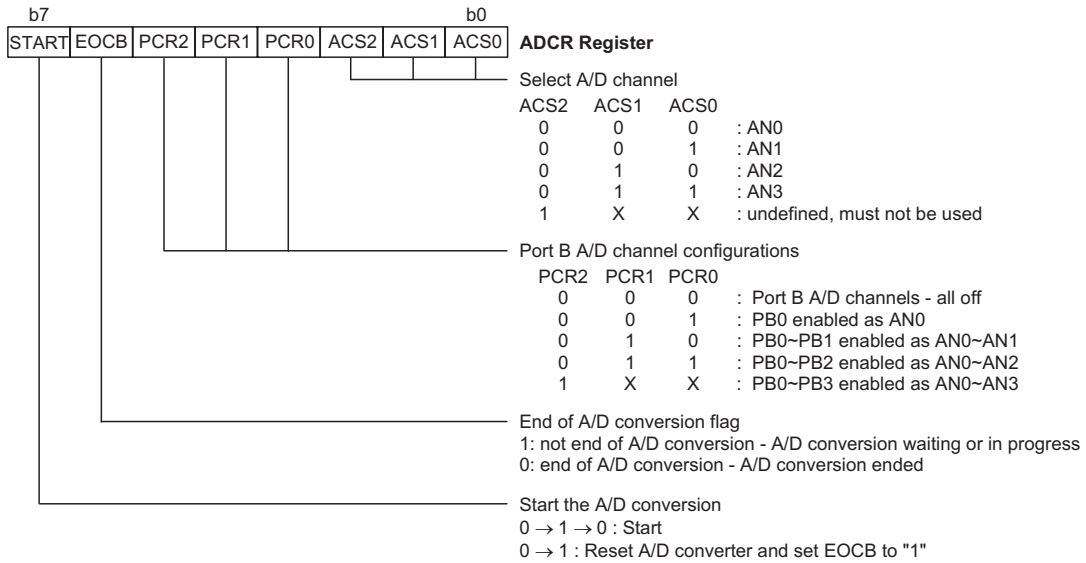 b7 b0
START EOCB PCR2 PCR1 PCR0 ACS2 ACS1 ACS0 ADCR Register
Select A/D channel
ACS2 ACS1 ACS0
0 0 0 : AN0
0 0 1 : AN1
0 1 0 : AN2
0 1 1 : AN3
1 X X : undefined, must not be used
Port B A/D channel configurations
PCR2 PCR1 PCR0
0 0 0 : Port B A/D channels - all off
0 0 1 : PB0 enabled as AN0
0 1 0 : PB0~PB1 enabled as AN0~AN1
0 1 1 : PB0~PB2 enabled as AN0~AN2
1 X X : PB0~PB3 enabled as AN0~AN3
End of A/D conversion flag
1: not end of A/D conversion - A/D conversion waiting or in progress
0: end of A/D conversion - A/D conversion ended
Start the A/D conversion
0 → 1 → 0 : Start
0 → 1 : Reset A/D converter and set EOCB to "1"